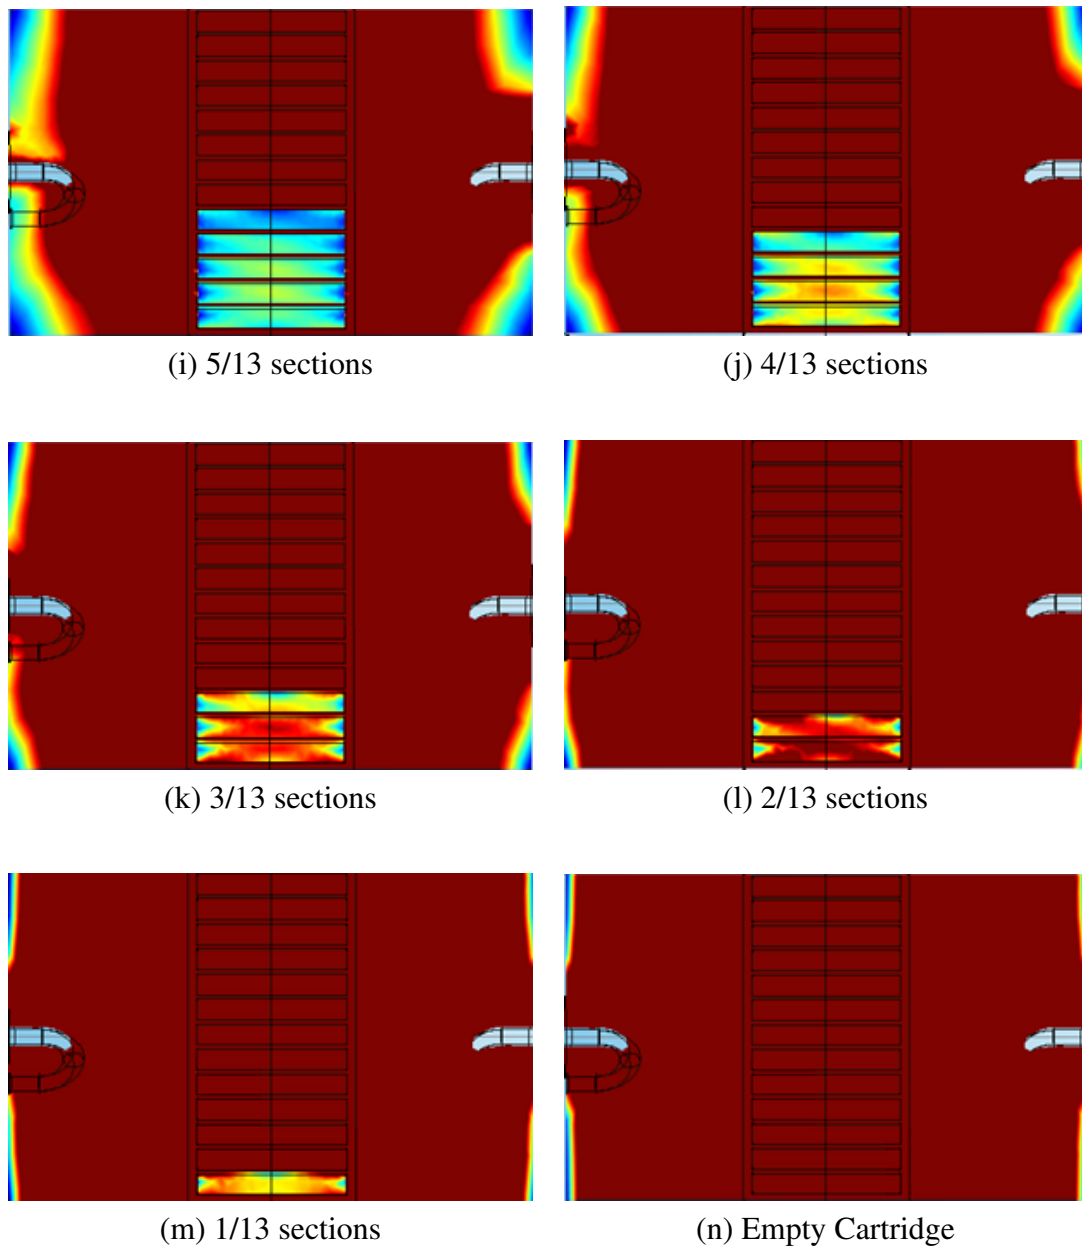 (i) 5/13 sections
(j) 4/13 sections
(k) 3/13 sections
(l) 2/13 sections
(m) 1/13 sections
(n) Empty Cartridge